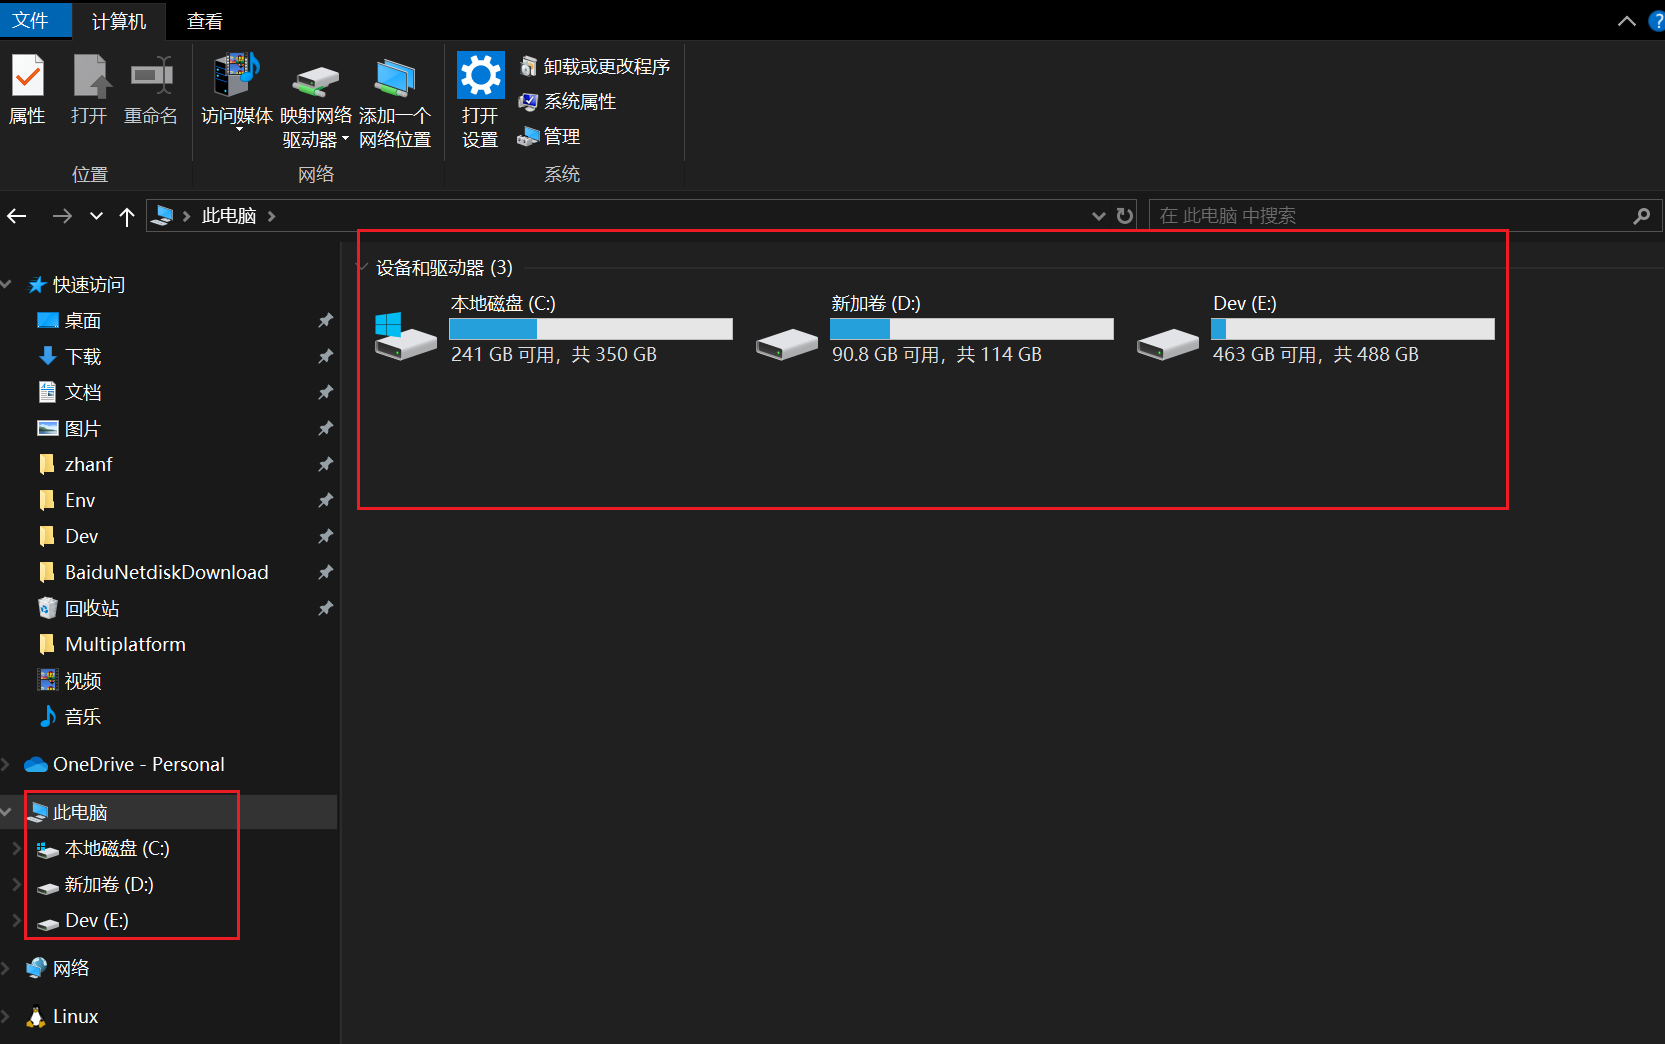 文件 计算机 查看
属性 打开 重命名 访问媒体 映射网络驱动器 添加一个网络位置 打开设置 卸载或更改程序
系统属性
管理
位置 网络 系统
此电脑 在 此电脑 中搜索
快速访问
桌面
下载
文档
图片
zhanf
Env
Dev
BaiduNetdiskDownload
回收站
Multiplatform
视频
音乐
OneDrive - Personal
此电脑
本地磁盘 (C:)
新加卷 (D:)
Dev (E:)
网络
Linux
设备和驱动器 (3)
本地磁盘 (C:)
241 GB 可用，共 350 GB
新加卷 (D:)
90.8 GB 可用，共 114 GB
Dev (E:)
463 GB 可用，共 488 GB